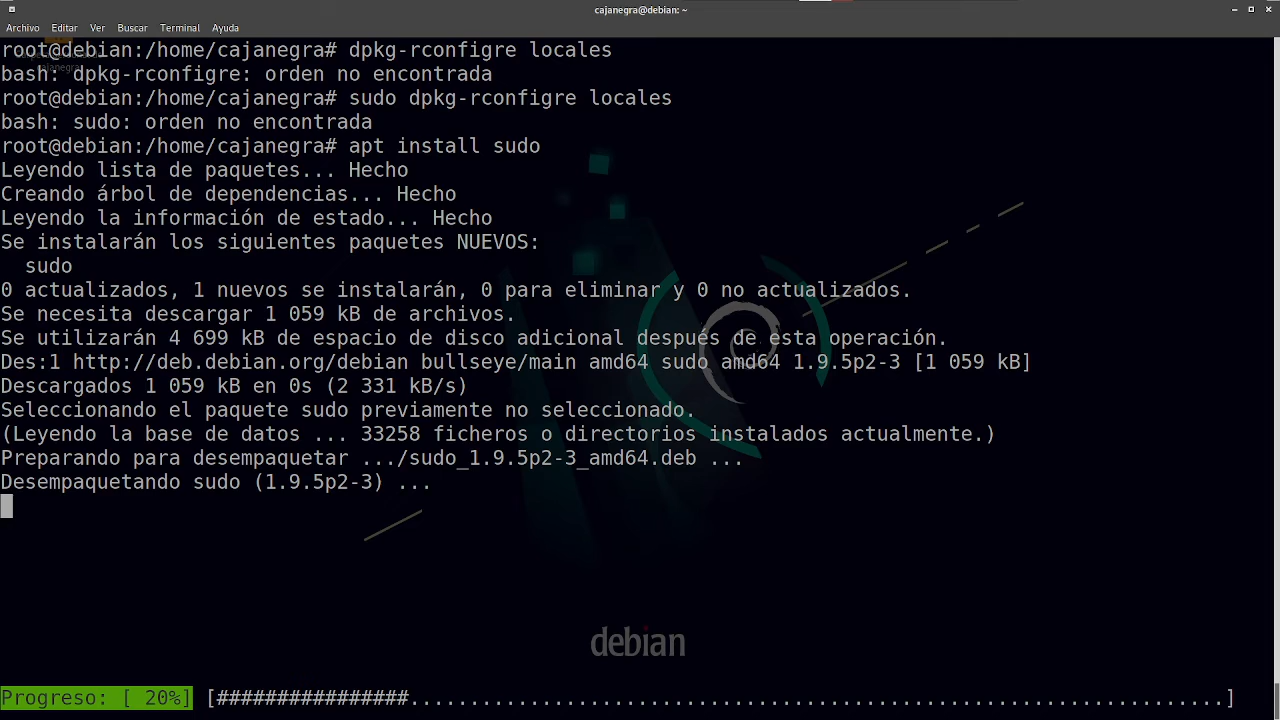 cajanegra@debian: ~
Archivo Editar Ver Buscar Terminal Ayuda
root@debian:/home/cajanegra# dpkg-rconfigre locales
bash: dpkg-rconfigre: orden no encontrada
root@debian:/home/cajanegra# sudo dpkg-rconfigre locales
bash: sudo: orden no encontrada
root@debian:/home/cajanegra# apt install sudo
Leyendo lista de paquetes... Hecho
Creando árbol de dependencias... Hecho
Leyendo la información de estado... Hecho
Se instalarán los siguientes paquetes NUEVOS:
  sudo
0 actualizados, 1 nuevos se instalarán, 0 para eliminar y 0 no actualizados.
Se necesita descargar 1 059 kB de archivos.
Se utilizarán 4 699 kB de espacio de disco adicional después de esta operación.
Des:1 http://deb.debian.org/debian bullseye/main amd64 sudo amd64 1.9.5p2-3 [1 059 kB]
Descargados 1 059 kB en 0s (2 331 kB/s)
Seleccionando el paquete sudo previamente no seleccionado.
(Leyendo la base de datos ... 33258 ficheros o directorios instalados actualmente.)
Preparando para desempaquetar .../sudo_1.9.5p2-3_amd64.deb ...
Desempaquetando sudo (1.9.5p2-3) ...
debian
Progreso: [ 20%] [################....................................................................]